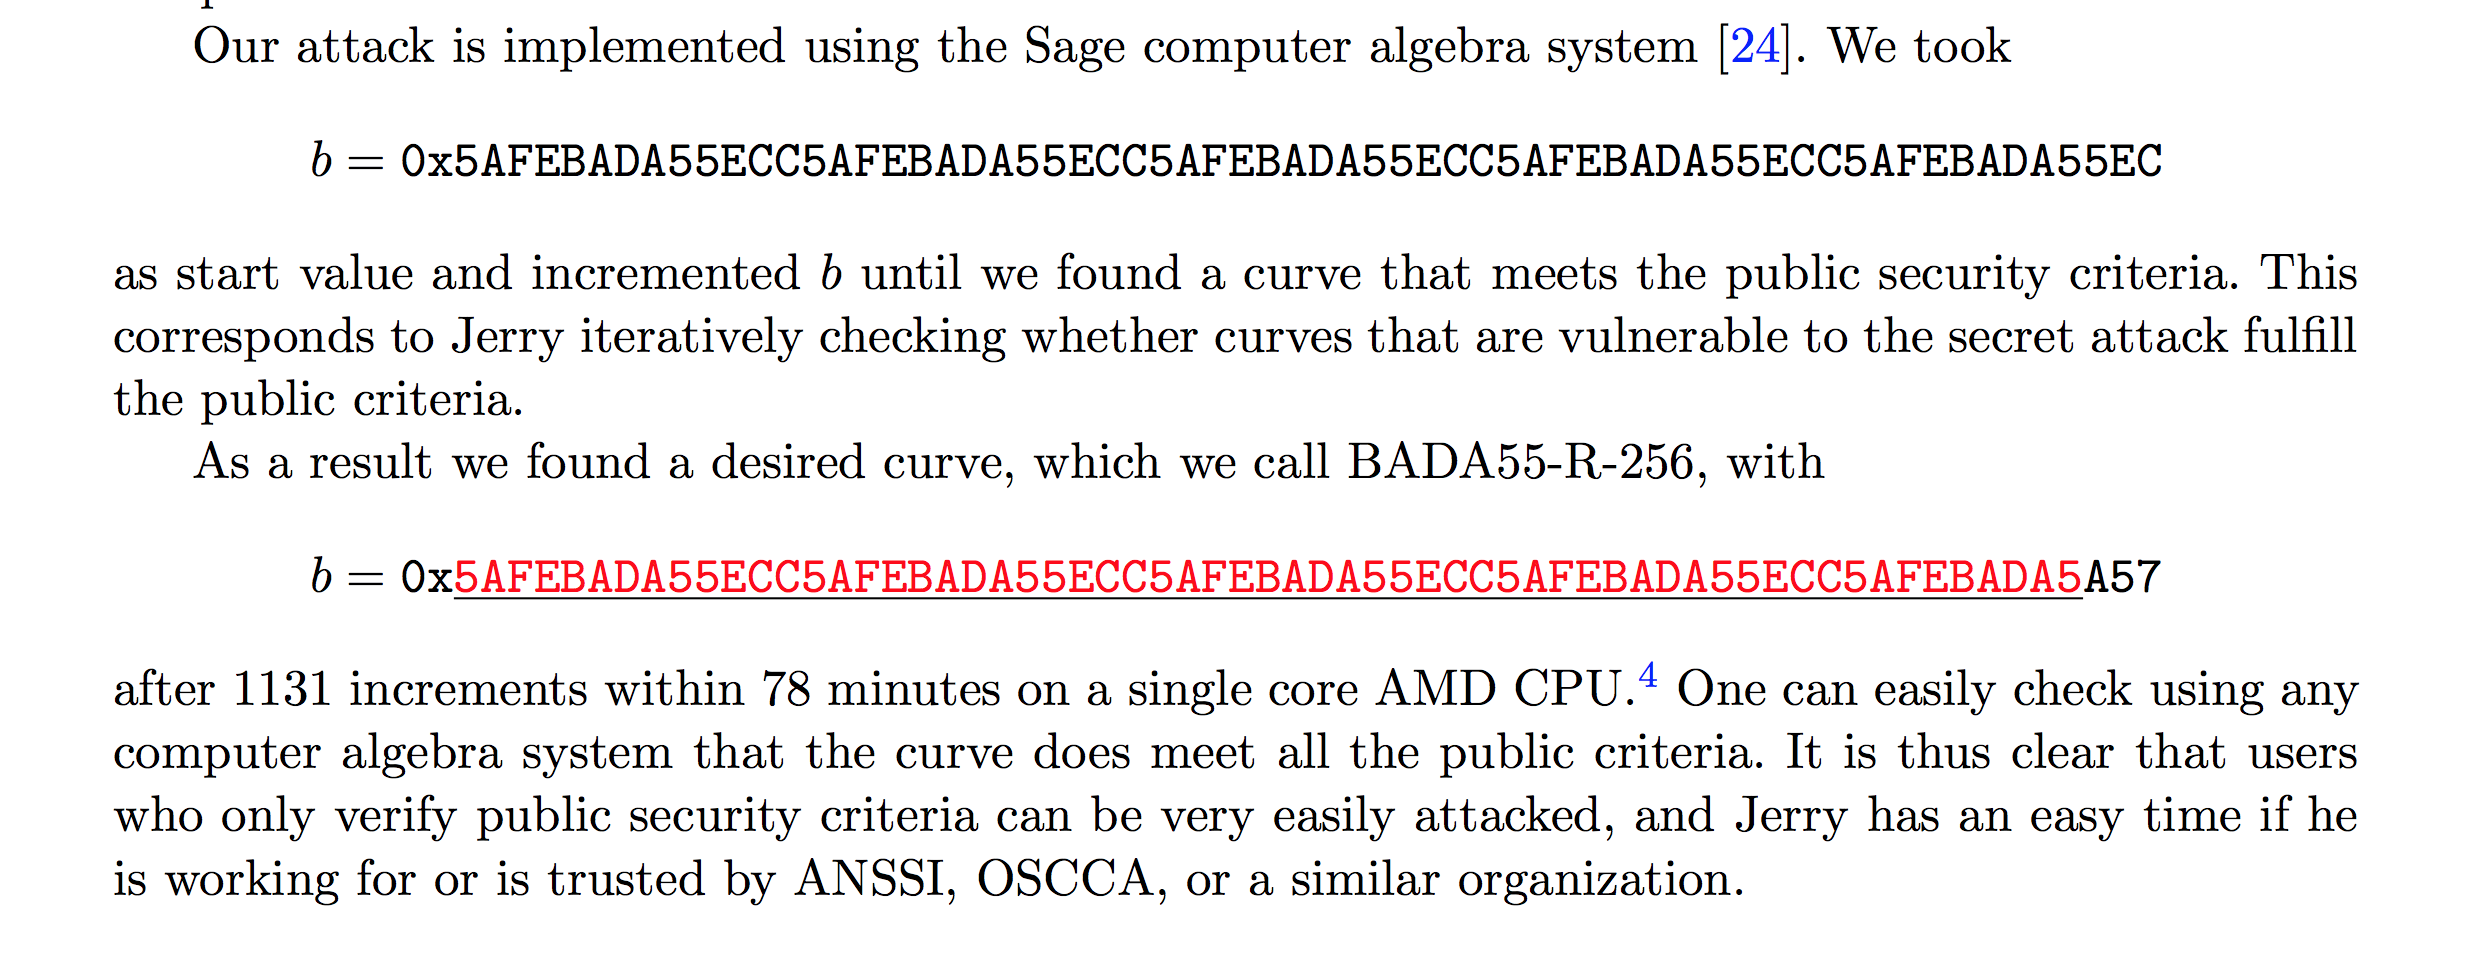 Our attack is implemented using the Sage computer algebra system [24]. We took
b = 0x5AFEBADA55ECC5AFEBADA55ECC5AFEBADA55ECC5AFEBADA55ECC5AFEBADA55EC
as start value and incremented b until we found a curve that meets the public security criteria. This
corresponds to Jerry iteratively checking whether curves that are vulnerable to the secret attack fulfill
the public criteria.
As a result we found a desired curve, which we call BADA55-R-256, with
b = 0x5AFEBADA55ECC5AFEBADA55ECC5AFEBADA55ECC5AFEBADA55ECC5AFEBADA5A57
after 1131 increments within 78 minutes on a single core AMD CPU.4 One can easily check using any
computer algebra system that the curve does meet all the public criteria. It is thus clear that users
who only verify public security criteria can be very easily attacked, and Jerry has an easy time if he
is working for or is trusted by ANSSI, OSCCA, or a similar organization.